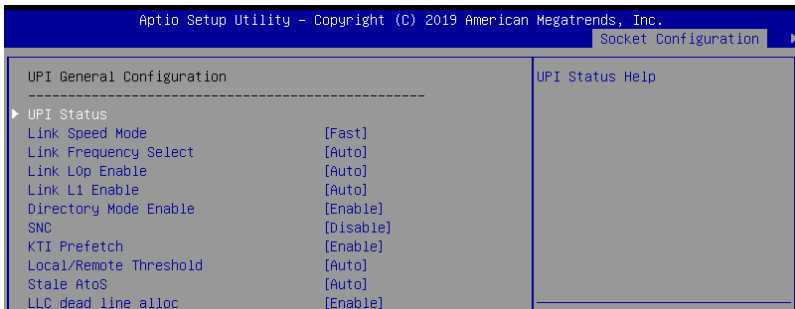 Aptio Setup Utility – Copyright (C) 2019 American Megatrends, Inc.
Socket Configuration
UPI General Configuration
UPI Status Help
------------------------------------------------
UPI Status
Link Speed Mode [Fast]
Link Frequency Select [Auto]
Link L0p Enable [Auto]
Link L1 Enable [Auto]
Directory Mode Enable [Enable]
SNC [Disable]
KTI Prefetch [Enable]
Local/Remote Threshold [Auto]
Stale AtoS [Auto]
LLC dead line alloc [Enable]